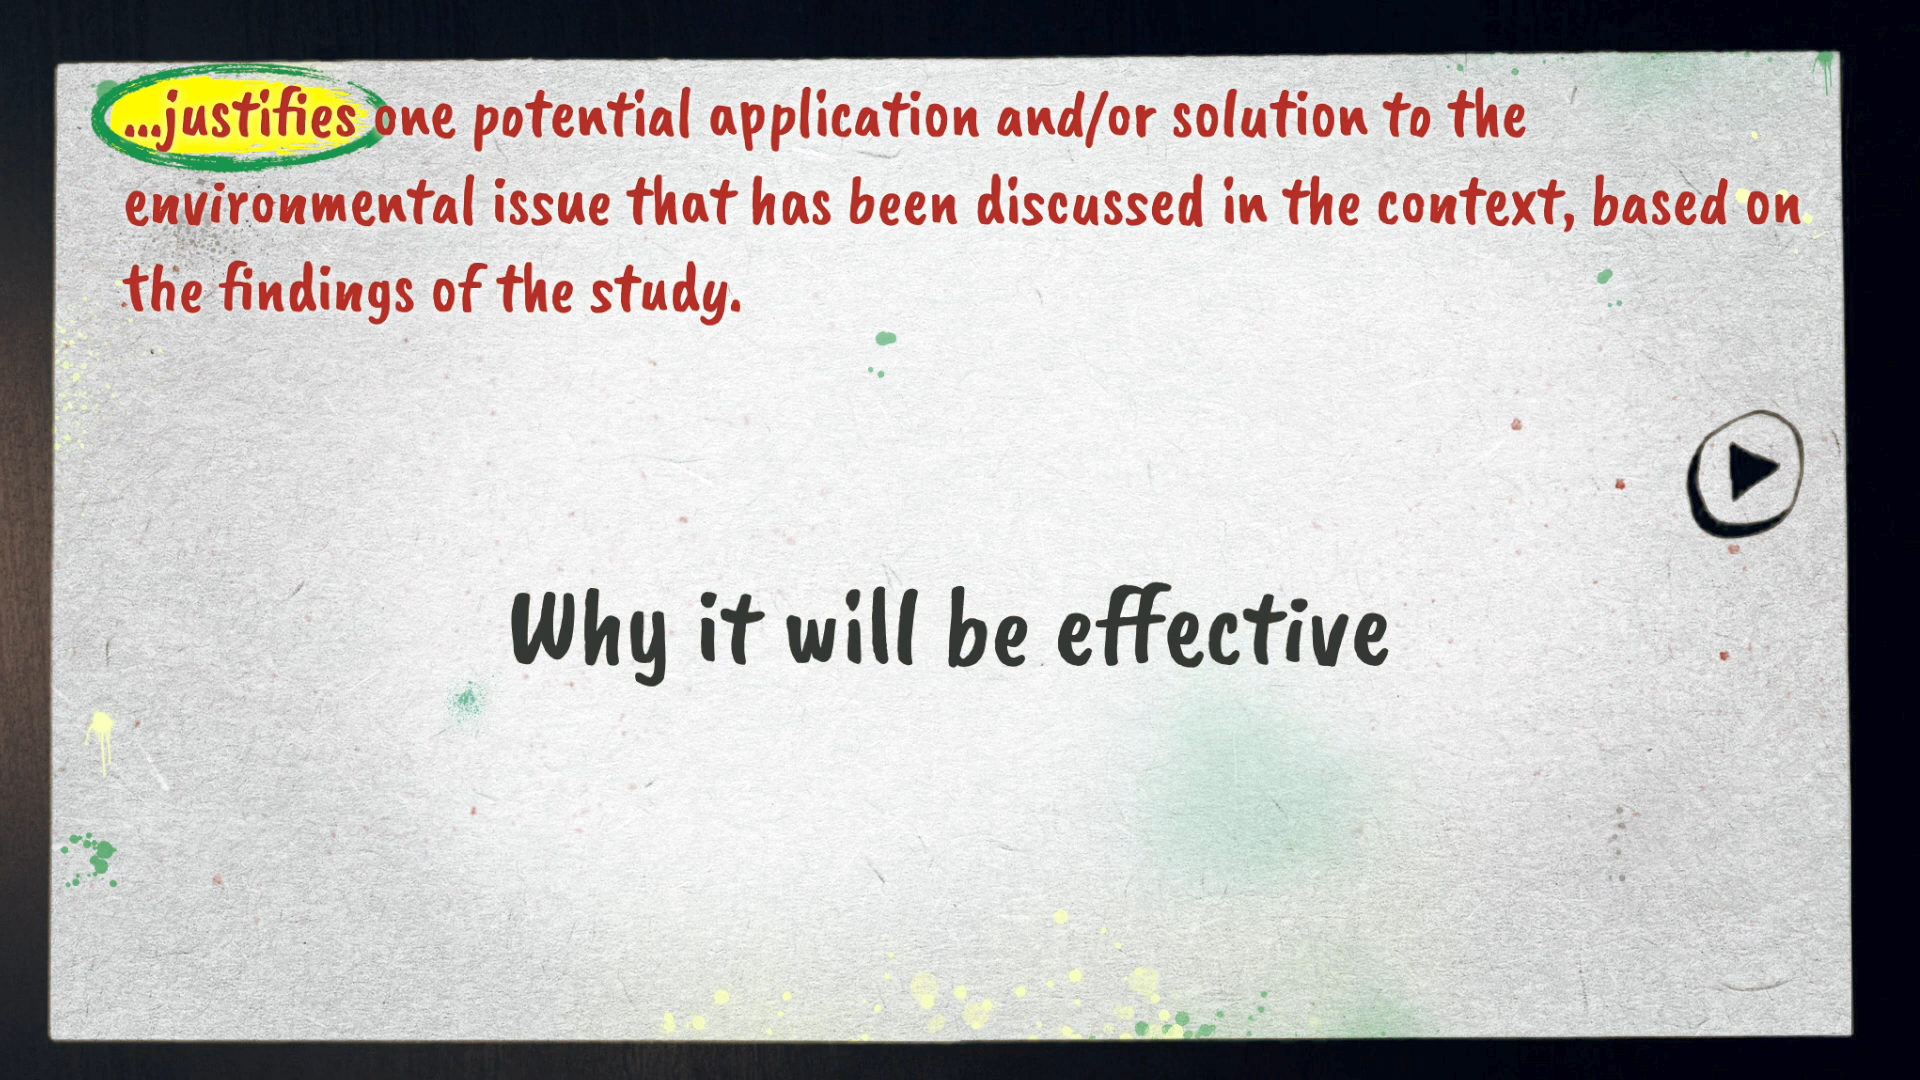 ...justifies one potential application and/or solution to the
environmental issue that has been discussed in the context, based on
the findings of the study.
Why it will be effective